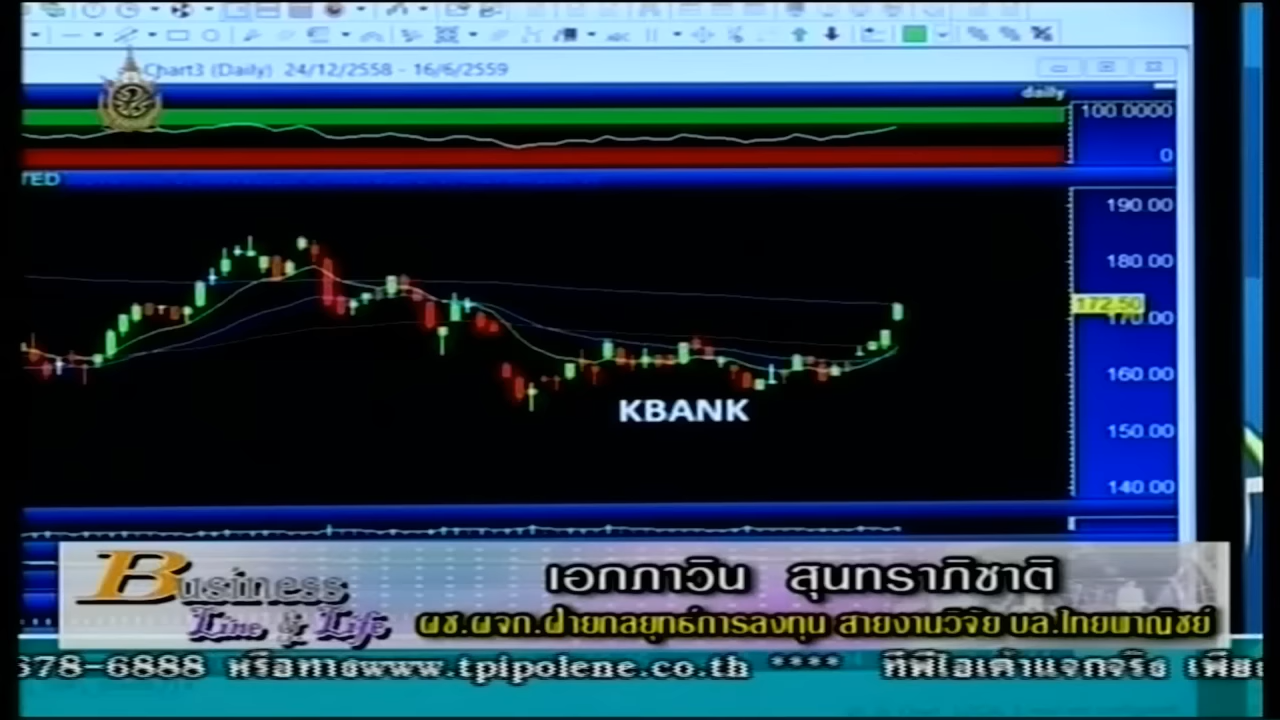 Chart3 (Daily) 24/12/2558 - 16/6/2559
daily
100.0000
0
TED
190.00
180.00
172.50
170.00
160.00
KBANK
150.00
140.00
Business
Line & Life
เอกภาวิน สุนทราภิชาติ
ผช.ผจก.ฝ่ายกลยุทธ์การลงทุน สายงานวิจัย บล.ไทยพาณิชย์
678-6888 หรือทางwww.tpipolene.co.th **** ทีพีไอเค้าแจกจริง